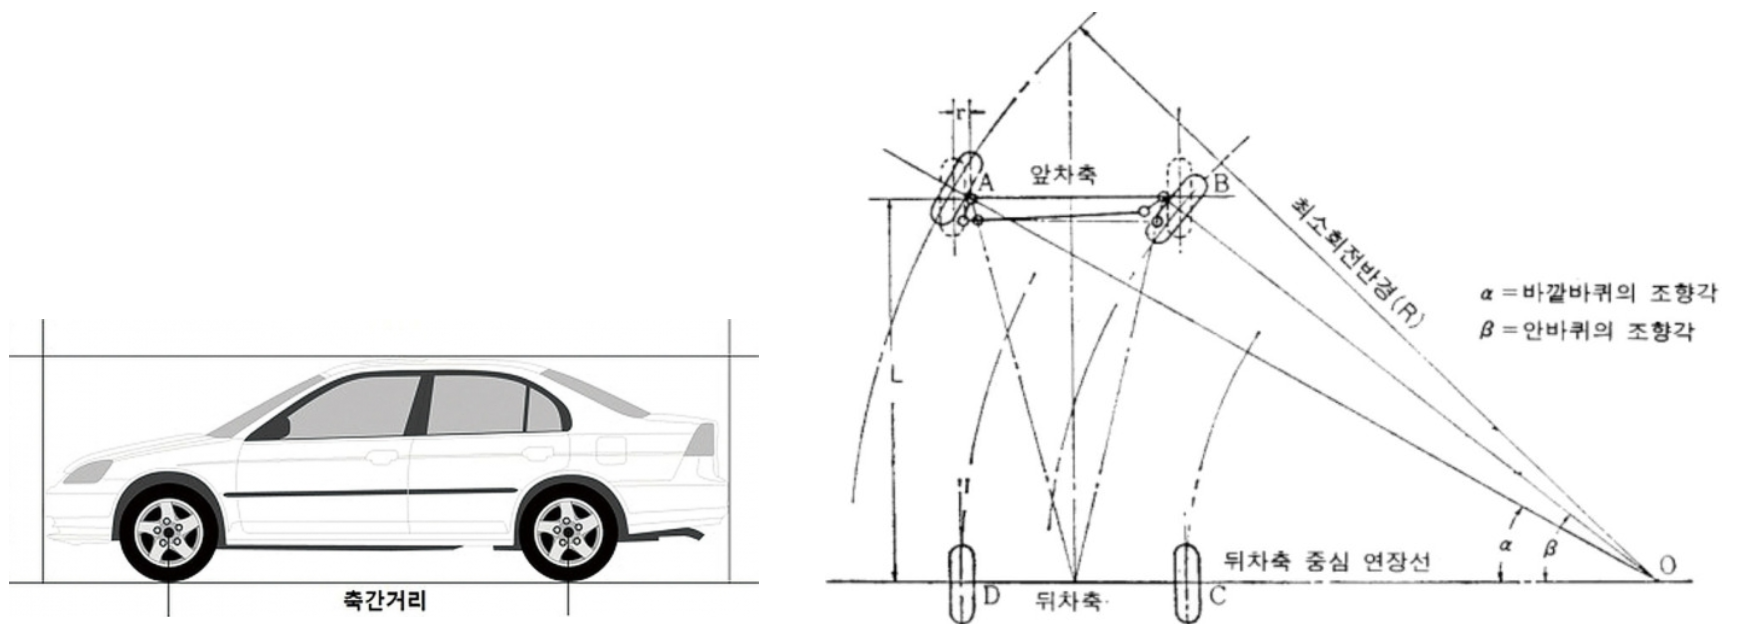 축간거리
r
A
앞차축
B
최소회전반경(R)
α = 바깥바퀴의 조향각
β = 안바퀴의 조향각
L
α
β
뒤차축 중심 연장선
O
D
뒤차축
C